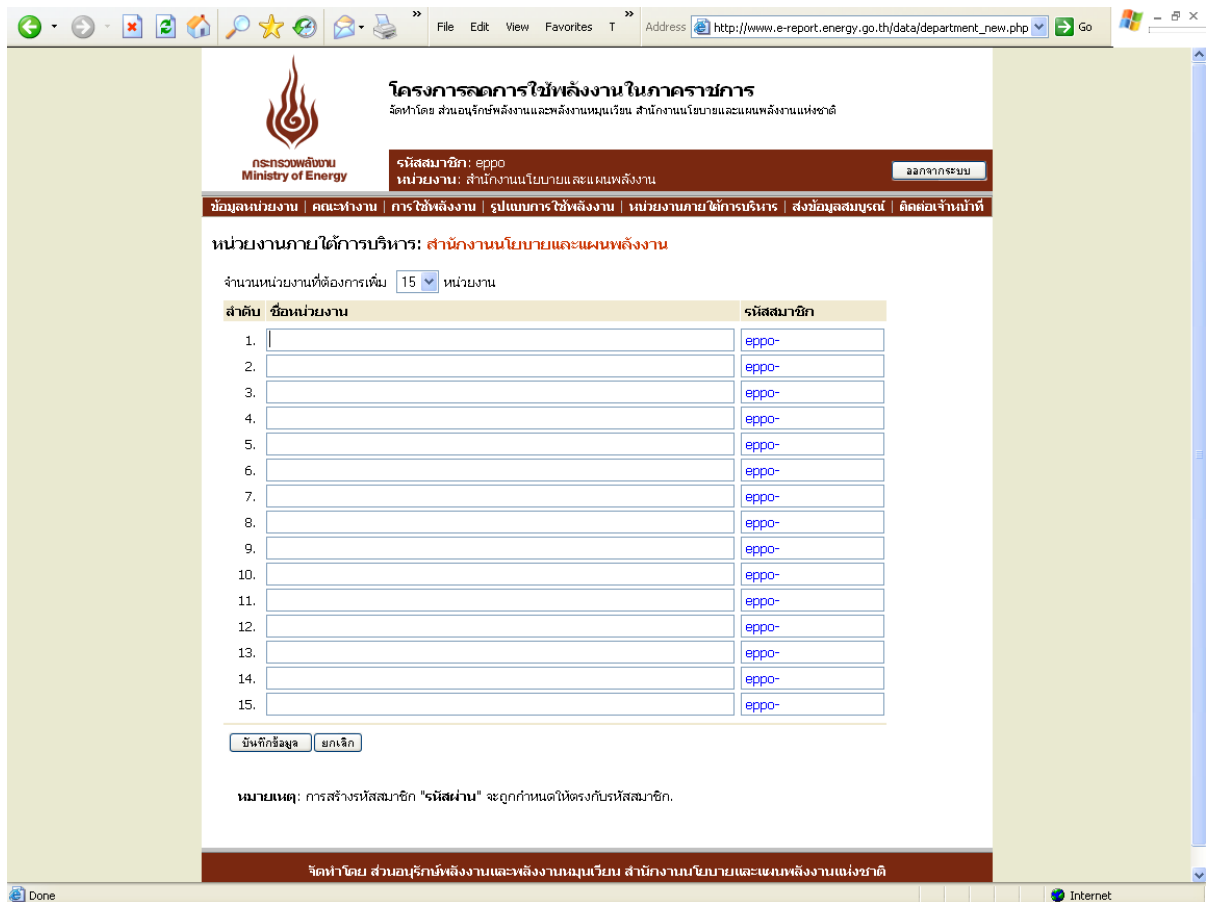 » File Edit View Favorites T » Address http://www.e-report.energy.go.th/data/department_new.php Go
โครงการลดการใช้พลังงานในภาคราชการ
จัดทำโดย ส่วนอนุรักษ์พลังงานและพลังงานหมุนเวียน สำนักงานนโยบายและแผนพลังงานแห่งชาติ
กระทรวงพลังงาน
Ministry of Energy
รหัสสมาชิก: eppo
หน่วยงาน: สำนักงานนโยบายและแผนพลังงาน
ออกจากระบบ
ข้อมูลหน่วยงาน | คณะทำงาน | การใช้พลังงาน | รูปแบบการใช้พลังงาน | หน่วยงานภายใต้การบริหาร | ส่งข้อมูลสมบูรณ์ | ติดต่อเจ้าหน้าที่
หน่วยงานภายใต้การบริหาร: สำนักงานนโยบายและแผนพลังงาน
จำนวนหน่วยงานที่ต้องการเพิ่ม 15 หน่วยงาน
ลำดับ ชื่อหน่วยงาน รหัสสมาชิก
1. eppo-
2. eppo-
3. eppo-
4. eppo-
5. eppo-
6. eppo-
7. eppo-
8. eppo-
9. eppo-
10. eppo-
11. eppo-
12. eppo-
13. eppo-
14. eppo-
15. eppo-
บันทึกข้อมูล ยกเลิก
หมายเหตุ: การสร้างรหัสสมาชิก "รหัสผ่าน" จะถูกกำหนดให้ตรงกับรหัสสมาชิก.
จัดทำโดย ส่วนอนุรักษ์พลังงานและพลังงานหมุนเวียน สำนักงานนโยบายและแผนพลังงานแห่งชาติ
Done Internet